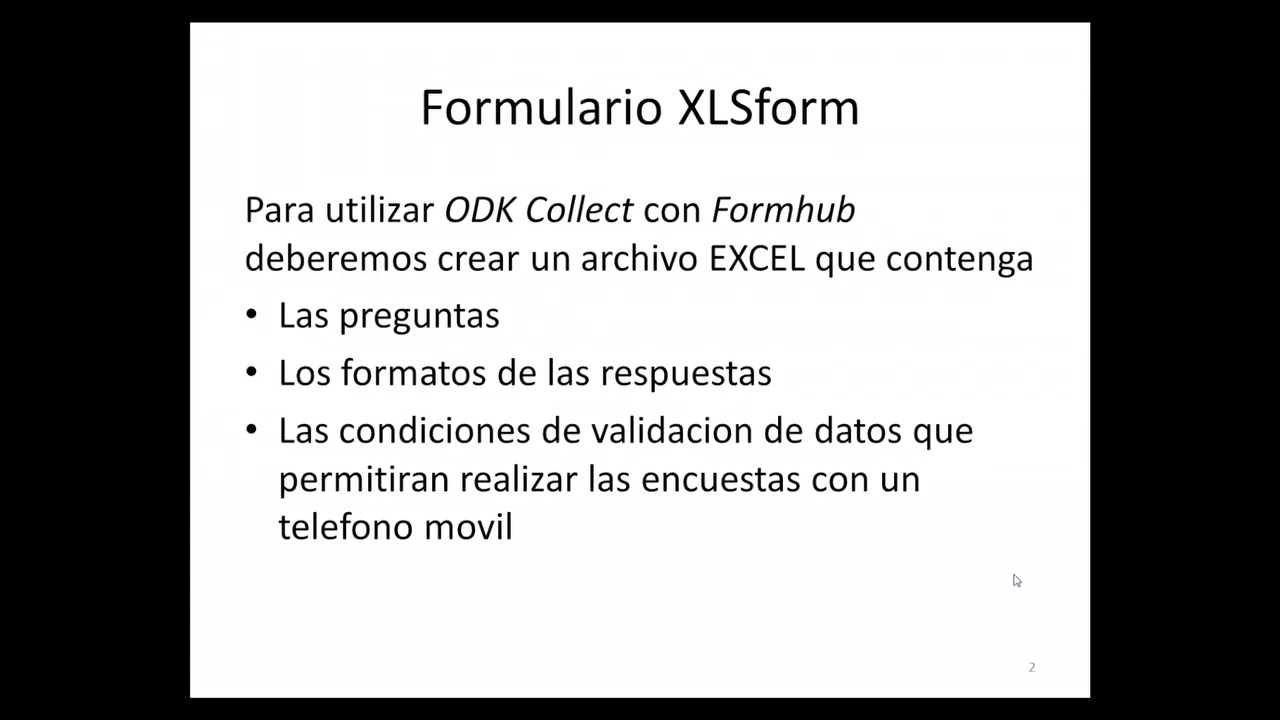 Formulario XLSform
Para utilizar ODK Collect con Formhub
deberemos crear un archivo EXCEL que contenga
• Las preguntas
• Los formatos de las respuestas
• Las condiciones de validacion de datos que
permitiran realizar las encuestas con un
telefono movil
2